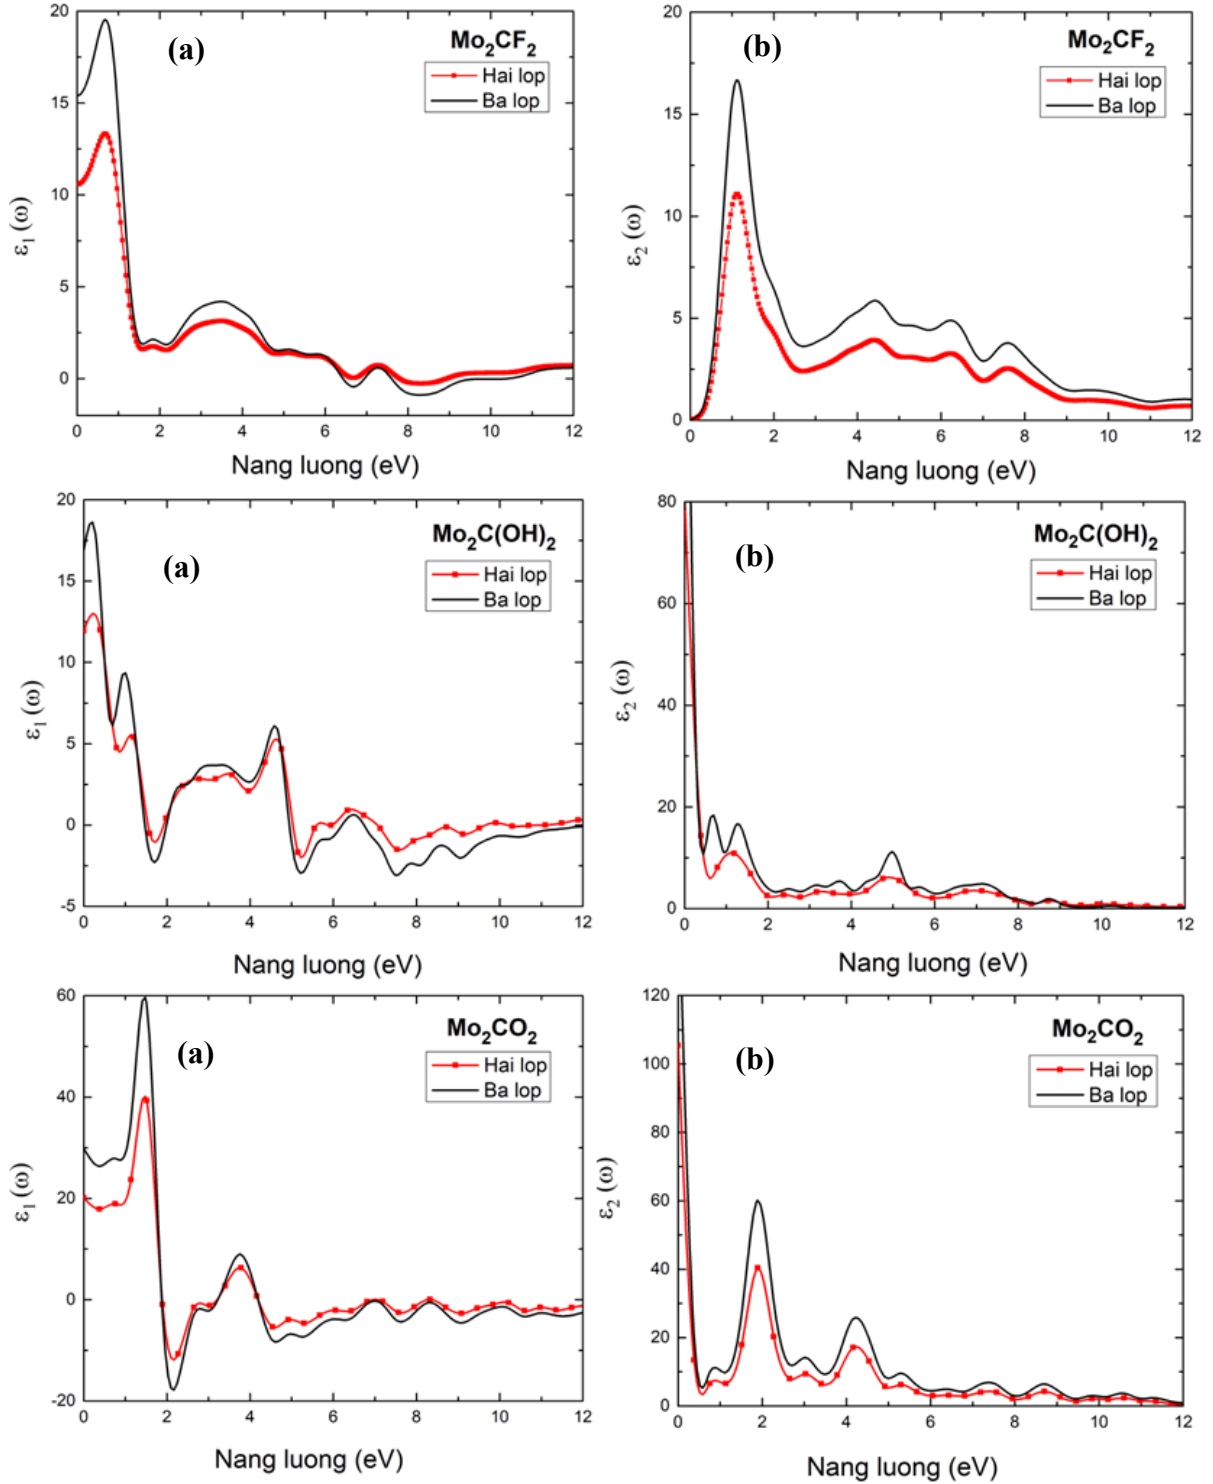 (a)
Mo₂CF₂
Hai lop
Ba lop
20
15
10
5
0
0 2 4 6 8 10 12
ε₁ (ω)
Nang luong (eV)
(b)
Mo₂CF₂
Hai lop
Ba lop
20
15
10
5
0
0 2 4 6 8 10 12
ε₂ (ω)
Nang luong (eV)
(a)
Mo₂C(OH)₂
Hai lop
Ba lop
20
15
10
5
0
-5
0 2 4 6 8 10 12
ε₁ (ω)
Nang luong (eV)
(b)
Mo₂C(OH)₂
Hai lop
Ba lop
80
60
40
20
0
0 2 4 6 8 10 12
ε₂ (ω)
Nang luong (eV)
(a)
Mo₂CO₂
Hai lop
Ba lop
60
40
20
0
-20
0 2 4 6 8 10 12
ε₁ (ω)
Nang luong (eV)
(b)
Mo₂CO₂
Hai lop
Ba lop
120
100
80
60
40
20
0
0 2 4 6 8 10 12
ε₂ (ω)
Nang luong (eV)